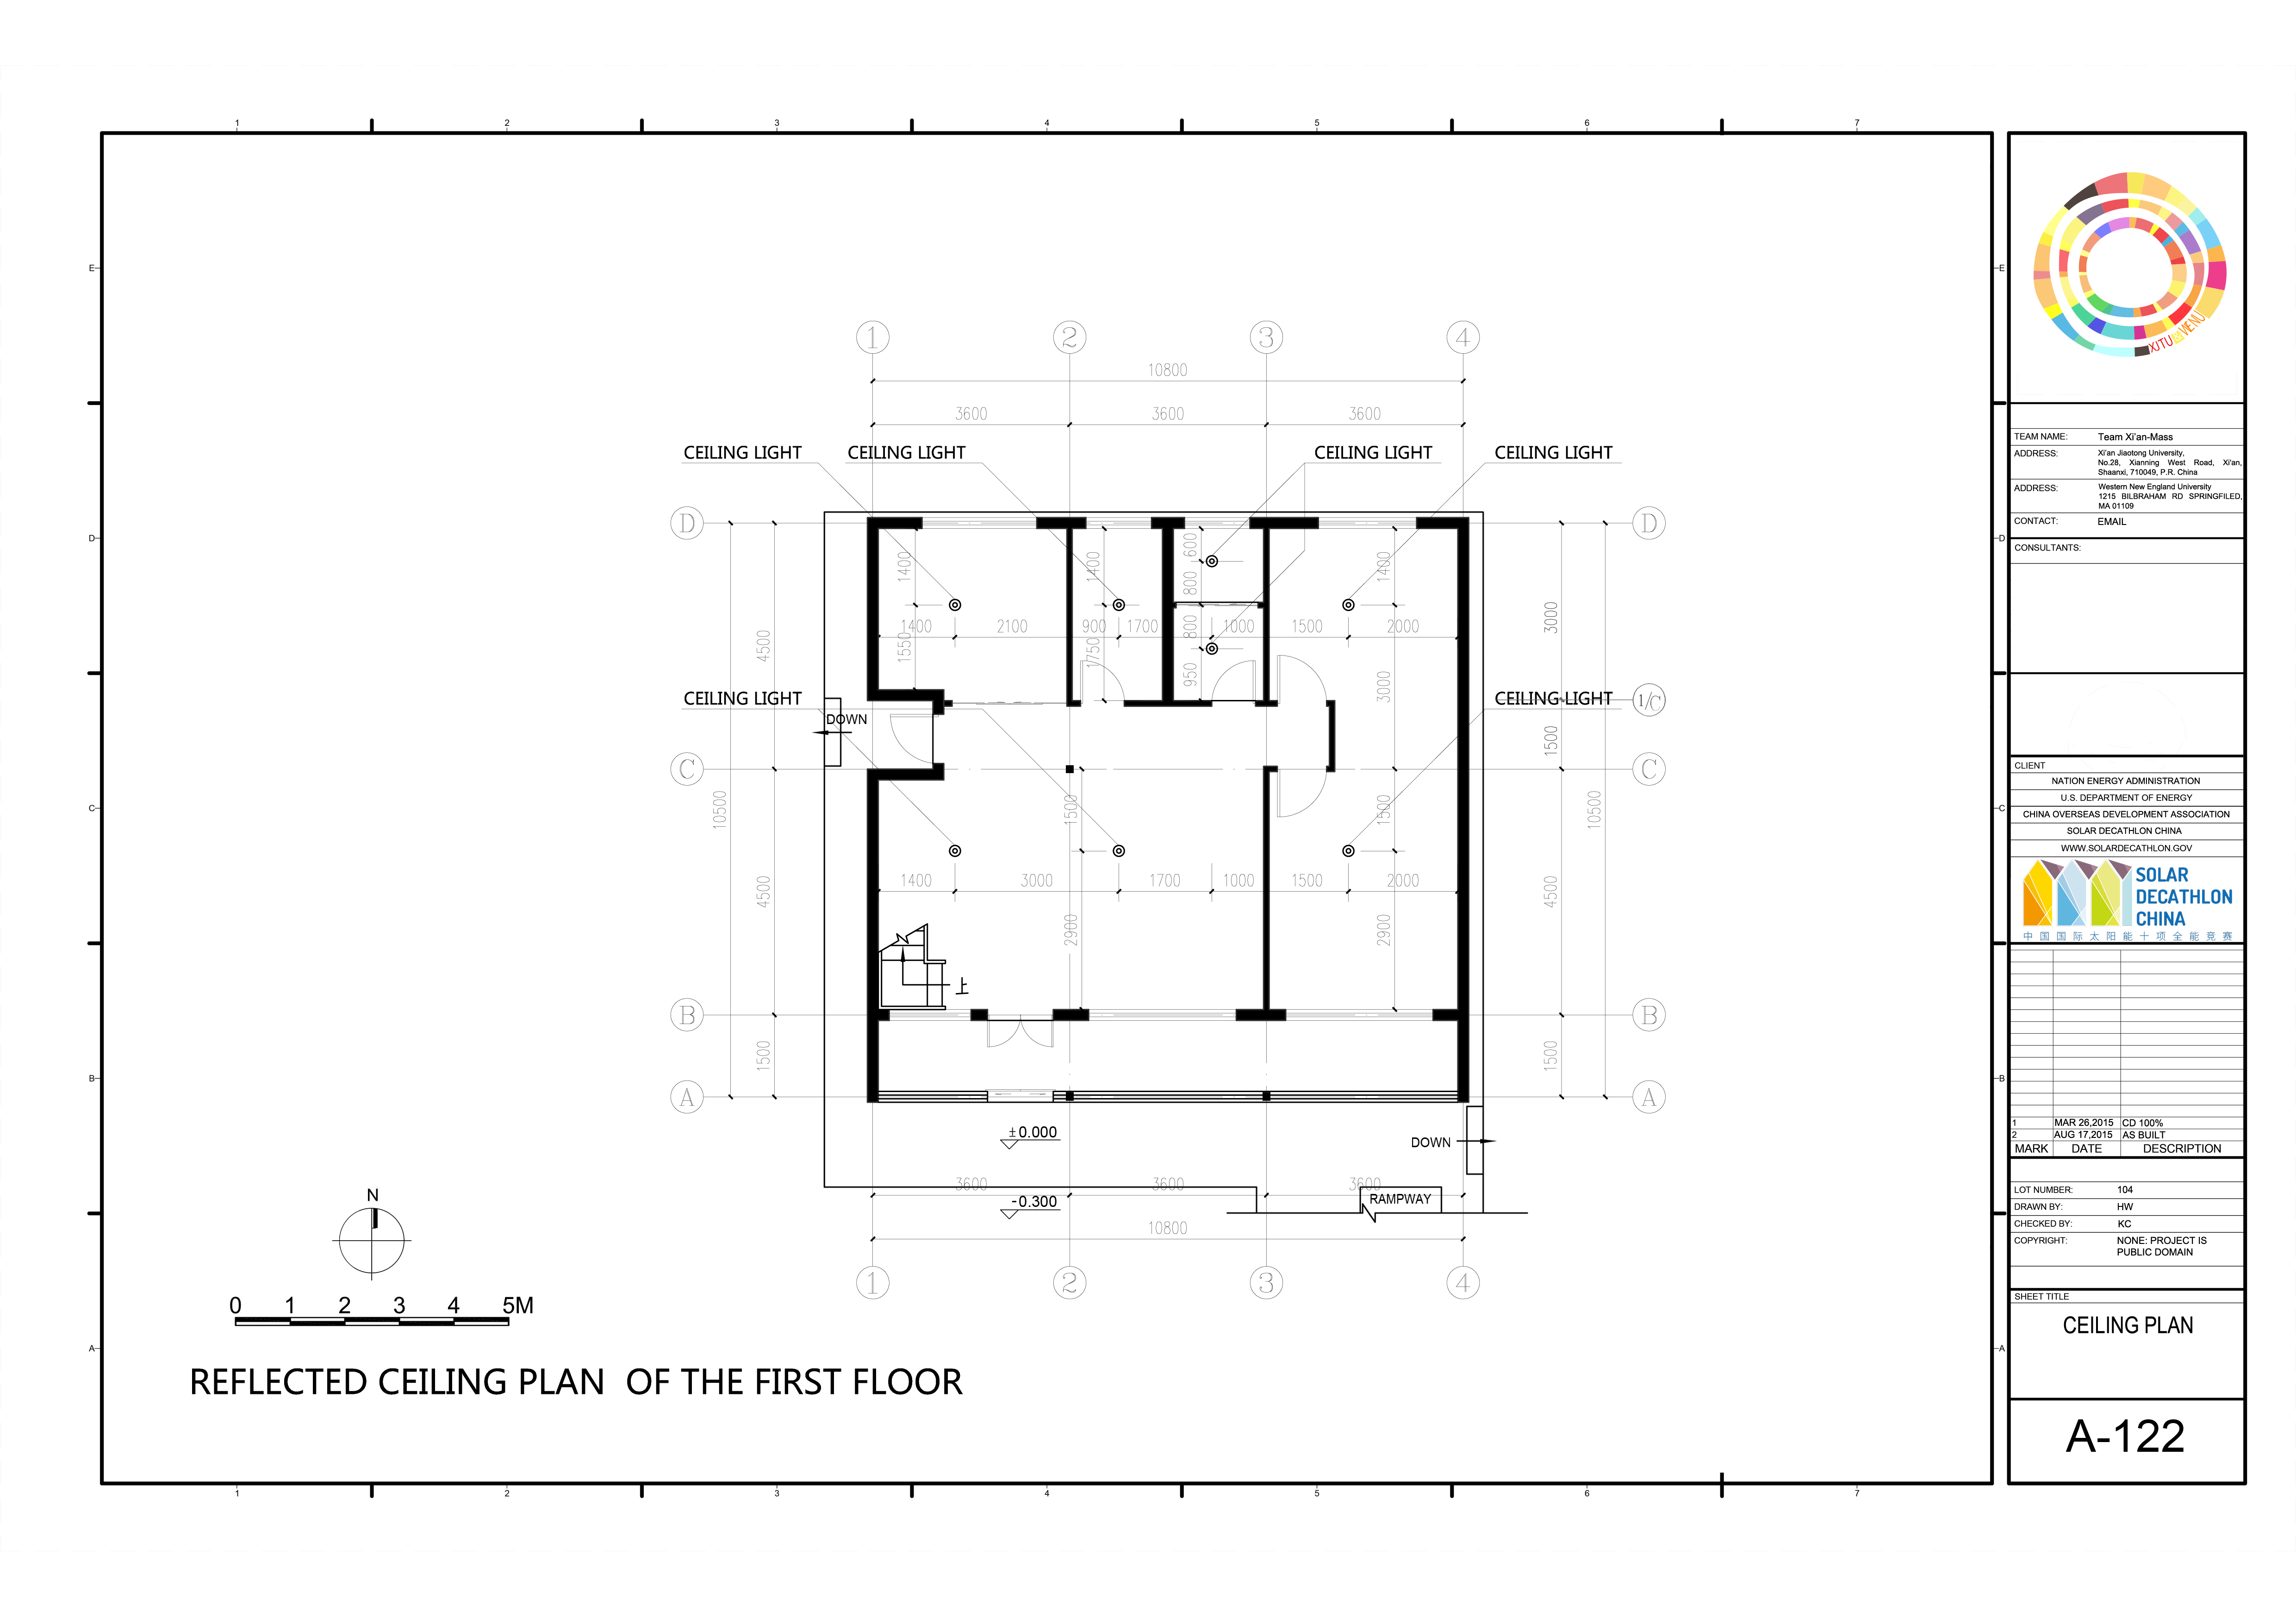 1 2 3 4 5 6 7
E E
D D
C C
B B
A A
1 2 3 4
10800
3600 3600 3600
CEILING LIGHT CEILING LIGHT CEILING LIGHT CEILING LIGHT
D D
1400 1400 600 800 1400
4500 3000
1400 2100 900 1700 800 1000 1500 2000
1550 1750 950 3000
CEILING LIGHT CEILING LIGHT
1/C
DOWN
1500
C C
10500 1500 1500 10500
1400 3000 1700 1000 1500 2000
4500 2900 2900 4500
上
B B
1500 1500
A A
±0.000
DOWN
3600 3600 3600
-0.300
RAMPWAY
10800
1 2 3 4
N
0 1 2 3 4 5M
REFLECTED CEILING PLAN OF THE FIRST FLOOR
1 2 3 4 5 6 7
XJTU WENU
TEAM NAME: Team Xi'an-Mass
ADDRESS: Xi'an Jiaotong University,
No.28, Xianning West Road, Xi'an,
Shaanxi, 710049, P.R. China
ADDRESS: Western New England University
1215 BILBRAHAM RD SPRINGFILED,
MA 01109
CONTACT: EMAIL
CONSULTANTS:
CLIENT
NATION ENERGY ADMINISTRATION
U.S. DEPARTMENT OF ENERGY
CHINA OVERSEAS DEVELOPMENT ASSOCIATION
SOLAR DECATHLON CHINA
WWW.SOLARDECATHLON.GOV
SOLAR
DECATHLON
CHINA
中国国际太阳能十项全能竞赛
1 MAR 26,2015 CD 100%
2 AUG 17,2015 AS BUILT
MARK DATE DESCRIPTION
LOT NUMBER: 104
DRAWN BY: HW
CHECKED BY: KC
COPYRIGHT: NONE: PROJECT IS
PUBLIC DOMAIN
SHEET TITLE
CEILING PLAN
A-122